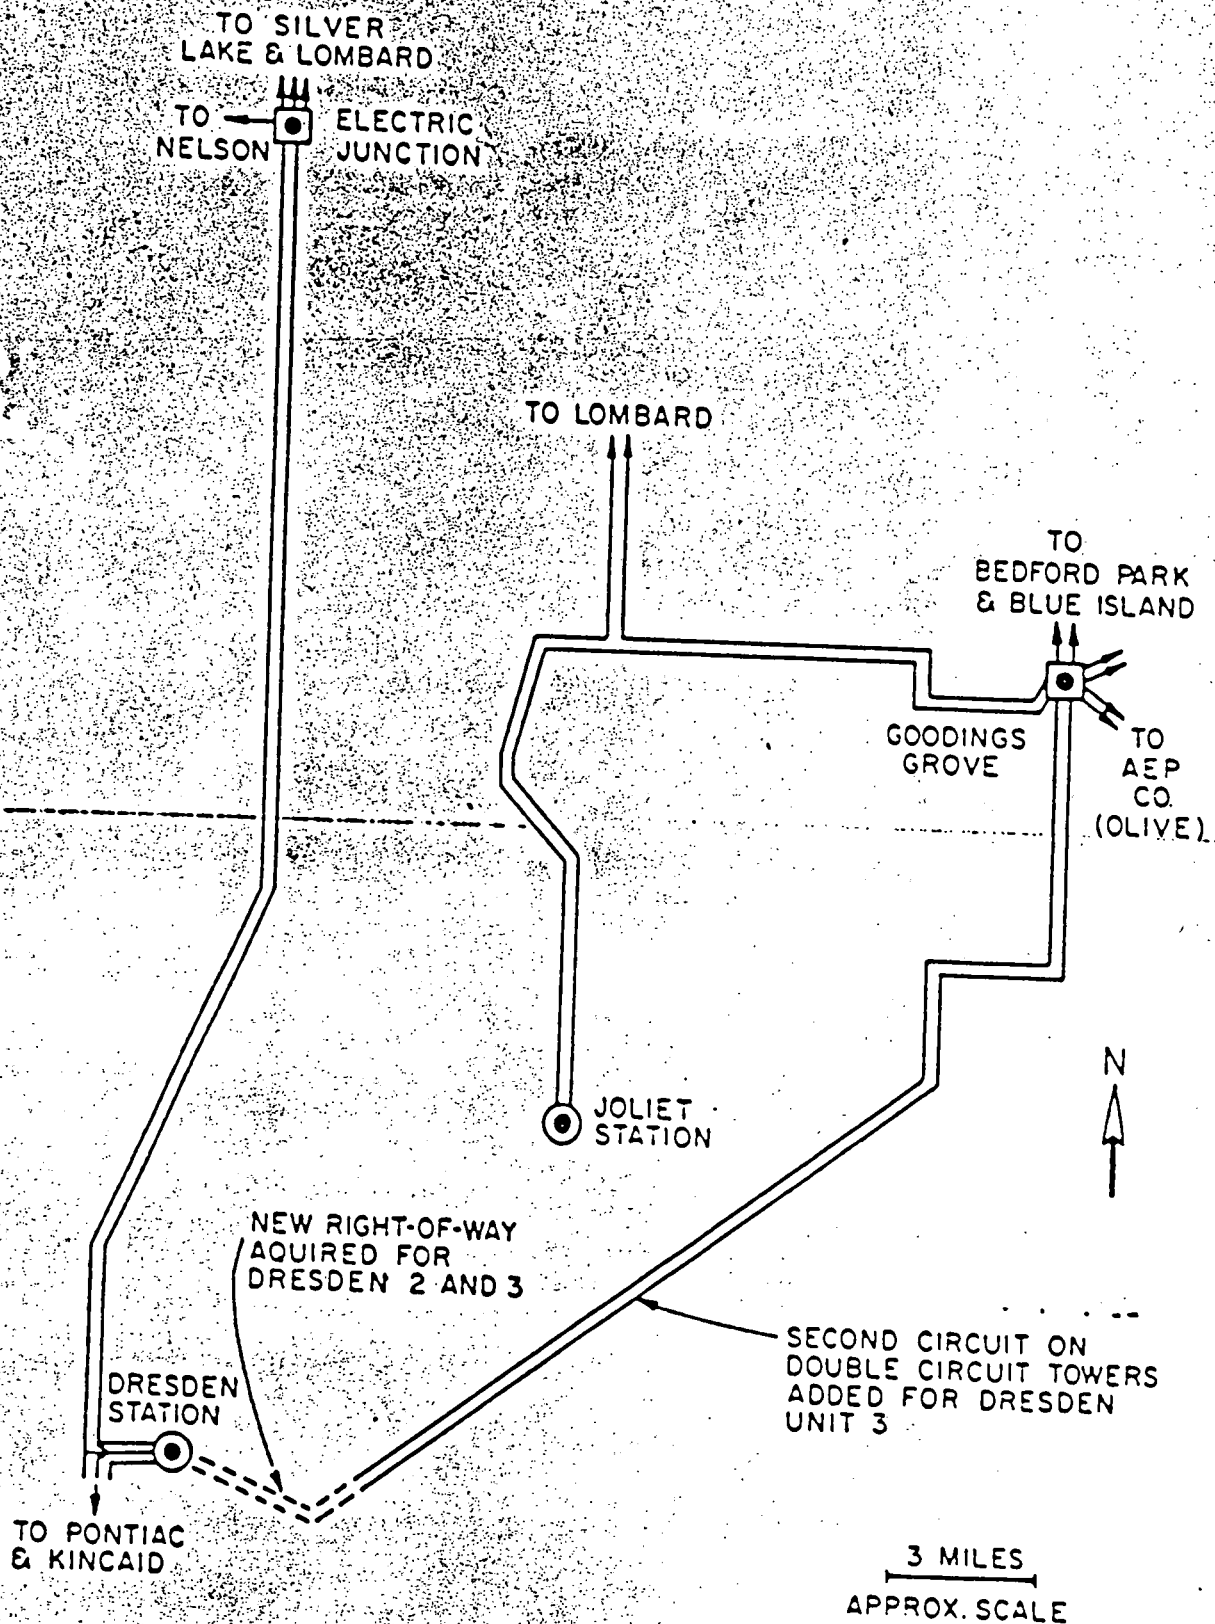 TO SILVER
LAKE & LOMBARD
TO
NELSON
ELECTRIC
JUNCTION
TO LOMBARD
TO
BEDFORD PARK
& BLUE ISLAND
GOODINGS
GROVE
TO
AEP
CO.
(OLIVE)
N
JOLIET
STATION
NEW RIGHT-OF-WAY
AQUIRED FOR
DRESDEN 2 AND 3
SECOND CIRCUIT ON
DOUBLE CIRCUIT TOWERS
ADDED FOR DRESDEN
UNIT 3
DRESDEN
STATION
TO PONTIAC
& KINCAID
3 MILES
APPROX. SCALE